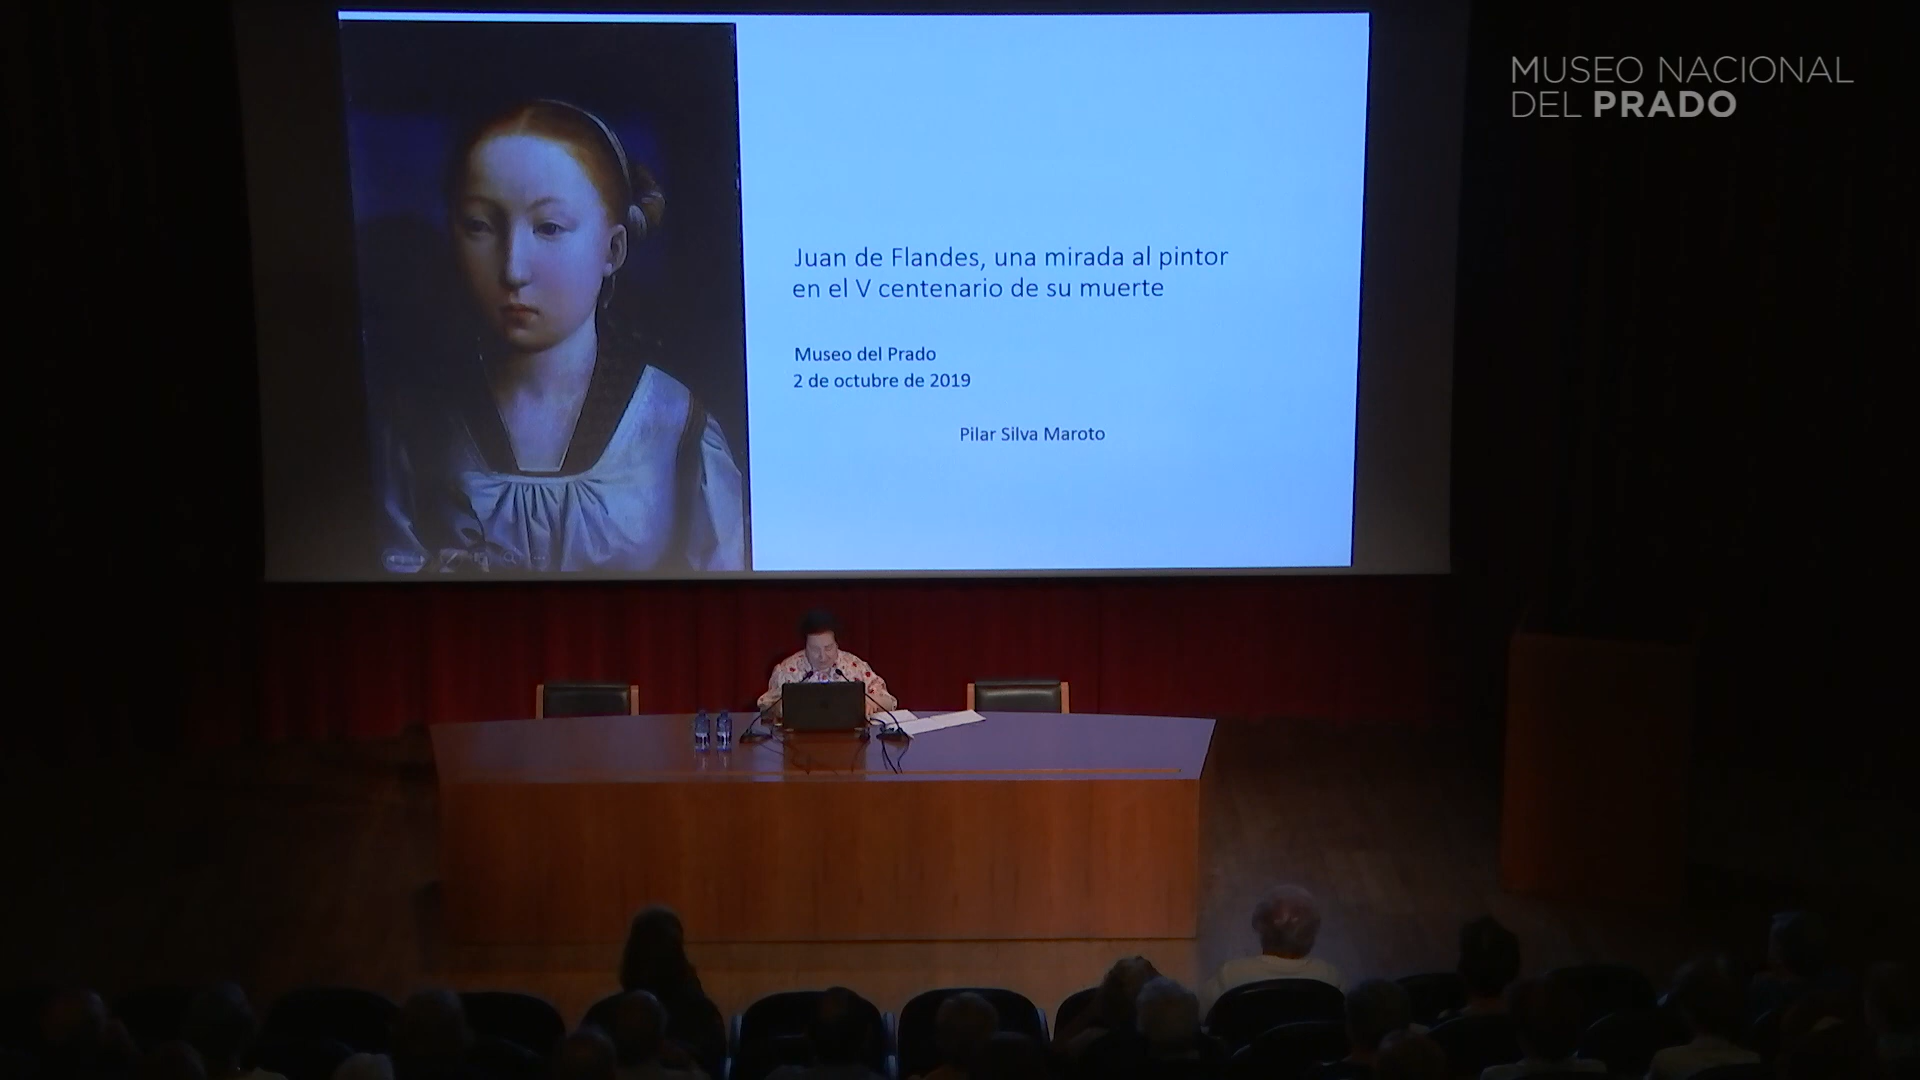 MUSEO NACIONAL
DEL PRADO
Juan de Flandes, una mirada al pintor
en el V centenario de su muerte
Museo del Prado
2 de octubre de 2019
Pilar Silva Maroto